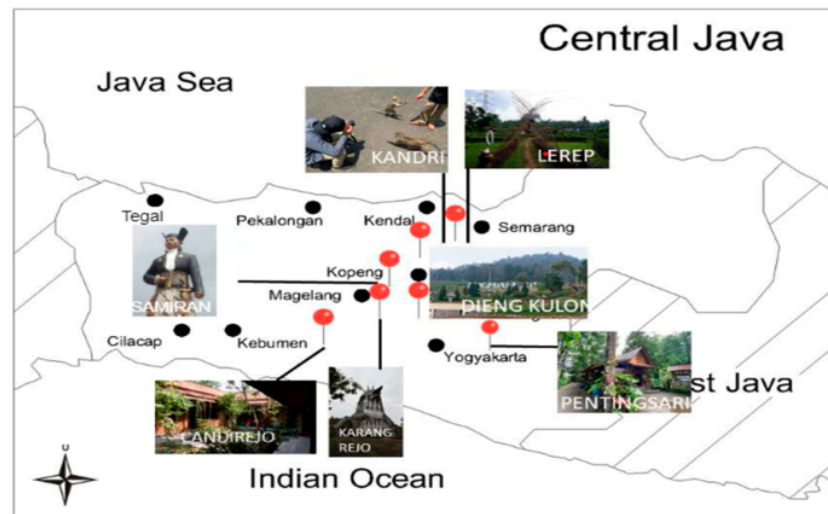 Central Java
Java Sea
KANDRI
LEREP
Tegal
Pekalongan
Kendal
Semarang
SAMIRAN
Kopeng
Magelang
DIENG KULON
Cilacap
Kebumen
Yogyakarta
st Java
PENTINGSARI
CANDIREJO
KARANG
REJO
U
Indian Ocean